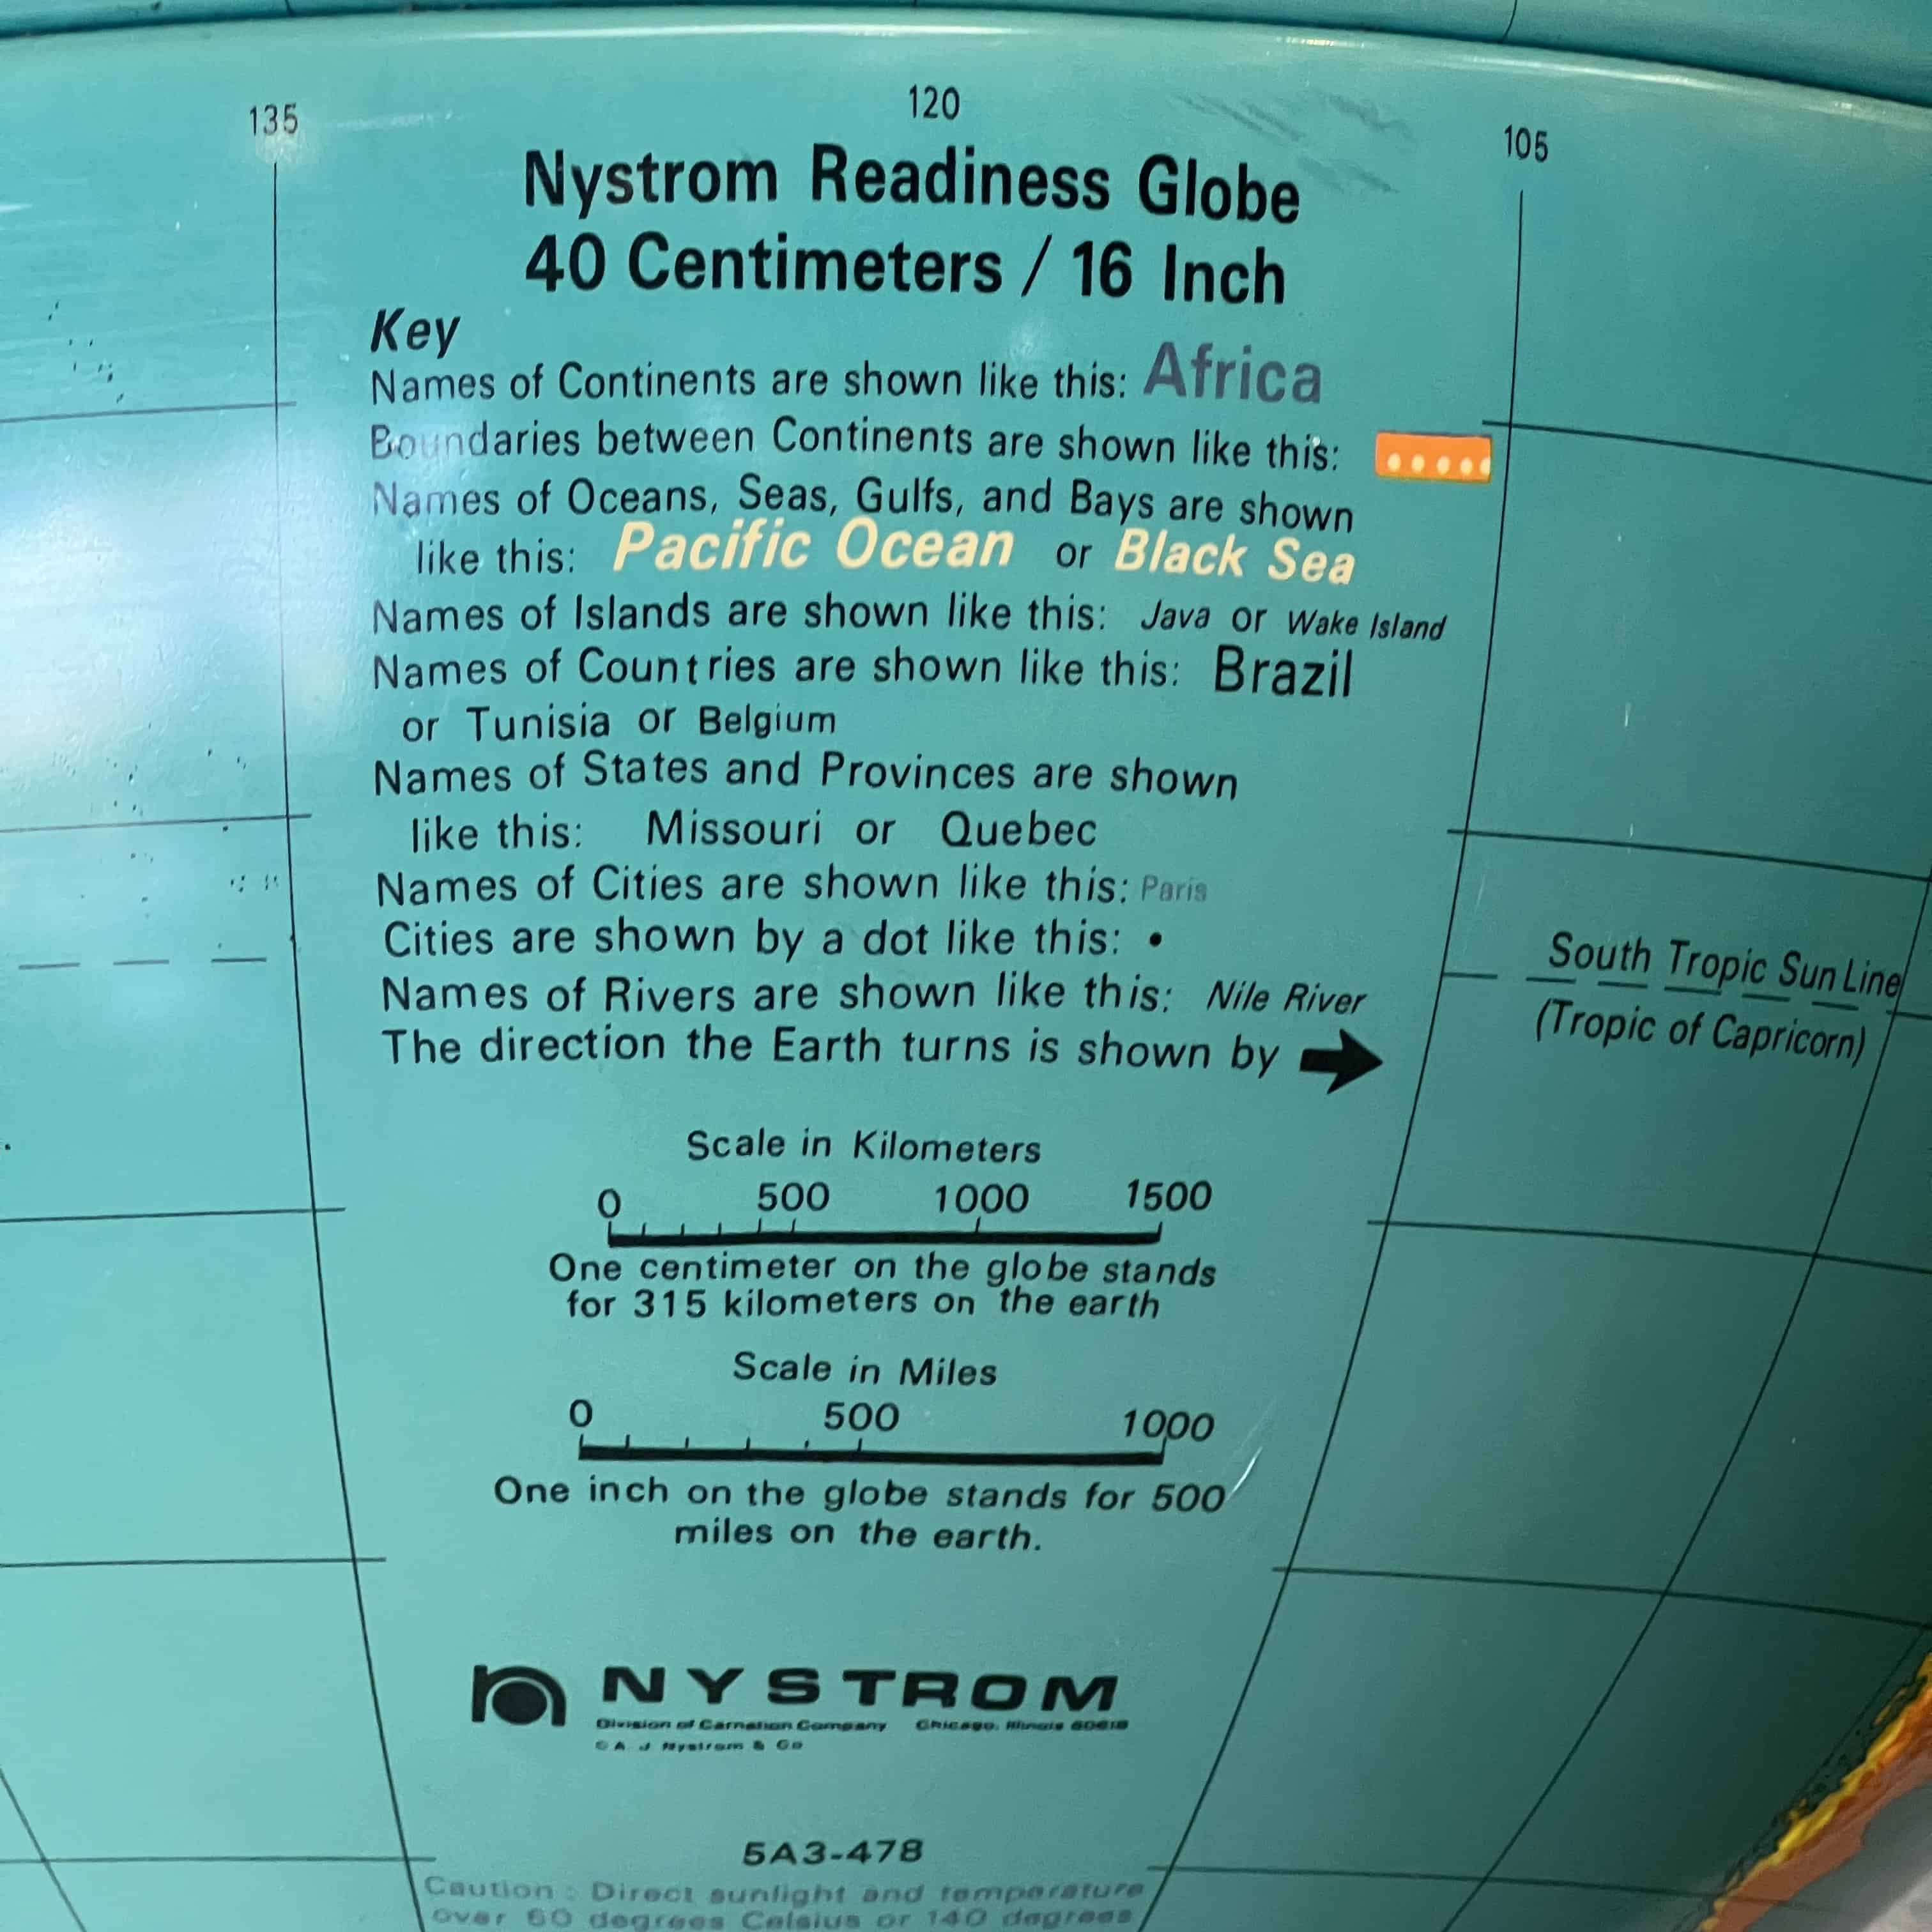 135
120
105
Nystrom Readiness Globe
40 Centimeters / 16 Inch
Key
Names of Continents are shown like this: Africa
Boundaries between Continents are shown like this:
Names of Oceans, Seas, Gulfs, and Bays are shown
like this: Pacific Ocean or Black Sea
Names of Islands are shown like this: Java or Wake Island
Names of Countries are shown like this: Brazil
or Tunisia or Belgium
Names of States and Provinces are shown
like this: Missouri or Quebec
Names of Cities are shown like this: Paris
Cities are shown by a dot like this: •
Names of Rivers are shown like this: Nile River
The direction the Earth turns is shown by
South Tropic Sun Line
(Tropic of Capricorn)
Scale in Kilometers
0 500 1000 1500
One centimeter on the globe stands
for 315 kilometers on the earth
Scale in Miles
0 500 1000
One inch on the globe stands for 500
miles on the earth.
NYSTROM
Division of Carnation Company Chicago, Illinois 60618
© A. J. Nystrom & Co
5A3-478
Caution: Direct sunlight and temperature
over 60 degrees Celsius or 140 degrees